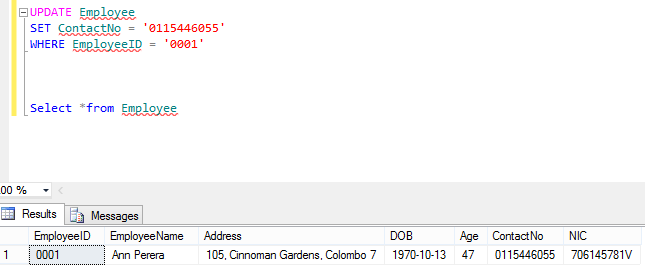 UPDATE Employee
SET ContactNo = '0115446055'
WHERE EmployeeID = '0001'
Select *from Employee
00 %
Results Messages
EmployeeID EmployeeName Address DOB Age ContactNo NIC
1 0001 Ann Perera 105, Cinnoman Gardens, Colombo 7 1970-10-13 47 0115446055 706145781V